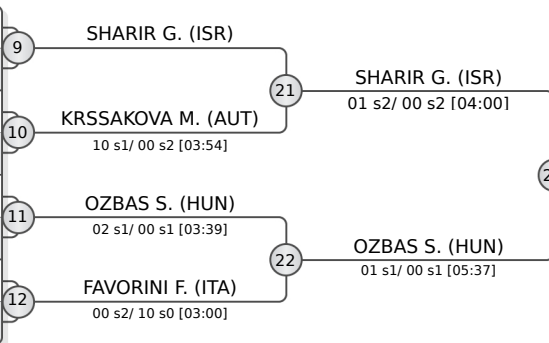 9
SHARIR G. (ISR)
21
SHARIR G. (ISR)
01 s2/ 00 s2 [04:00]
10
KRSSAKOVA M. (AUT)
10 s1/ 00 s2 [03:54]
11
OZBAS S. (HUN)
02 s1/ 00 s1 [03:39]
22
OZBAS S. (HUN)
01 s1/ 00 s1 [05:37]
12
FAVORINI F. (ITA)
00 s2/ 10 s0 [03:00]